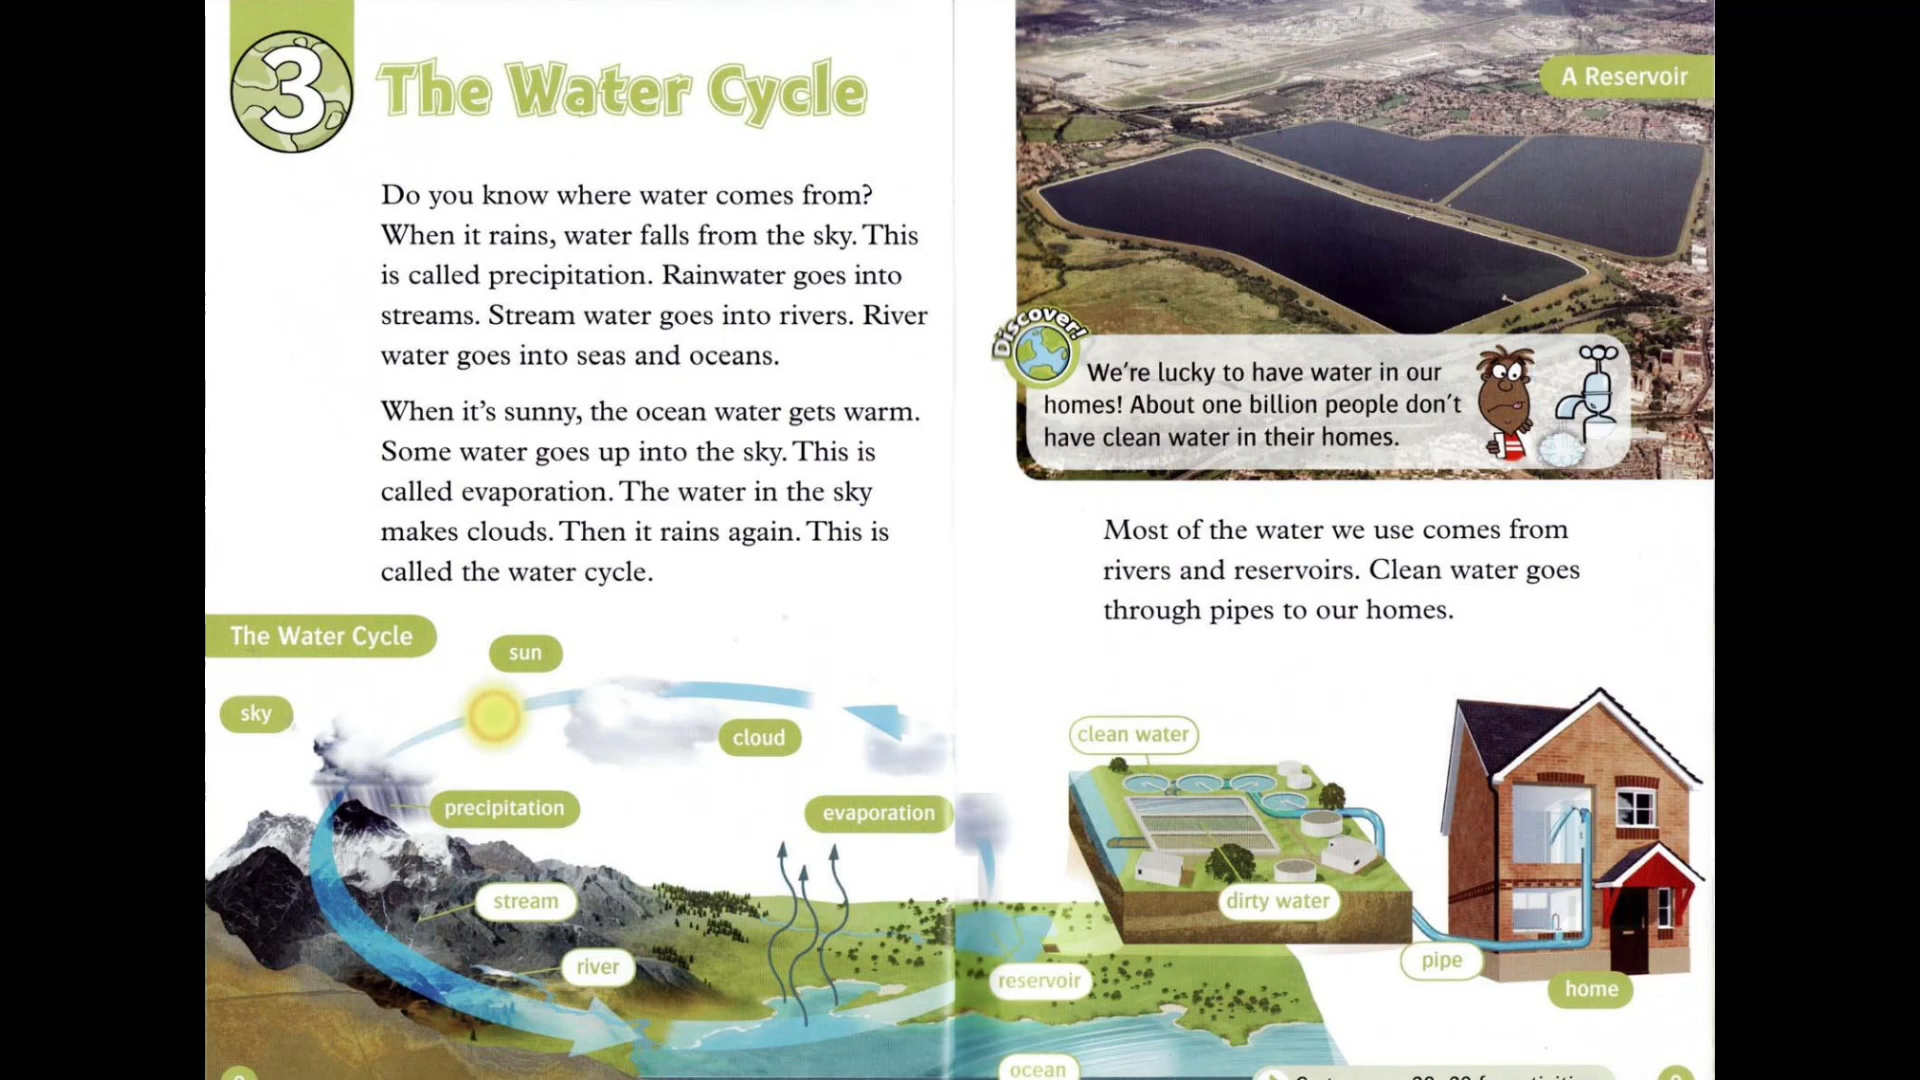 3
The Water Cycle
Do you know where water comes from?
When it rains, water falls from the sky. This
is called precipitation. Rainwater goes into
streams. Stream water goes into rivers. River
water goes into seas and oceans.
When it's sunny, the ocean water gets warm.
Some water goes up into the sky. This is
called evaporation. The water in the sky
makes clouds. Then it rains again. This is
called the water cycle.
The Water Cycle
sun
sky
cloud
precipitation
evaporation
stream
river
A Reservoir
Discover!
We're lucky to have water in our
homes! About one billion people don't
have clean water in their homes.
Most of the water we use comes from
rivers and reservoirs. Clean water goes
through pipes to our homes.
clean water
dirty water
pipe
reservoir
home
ocean